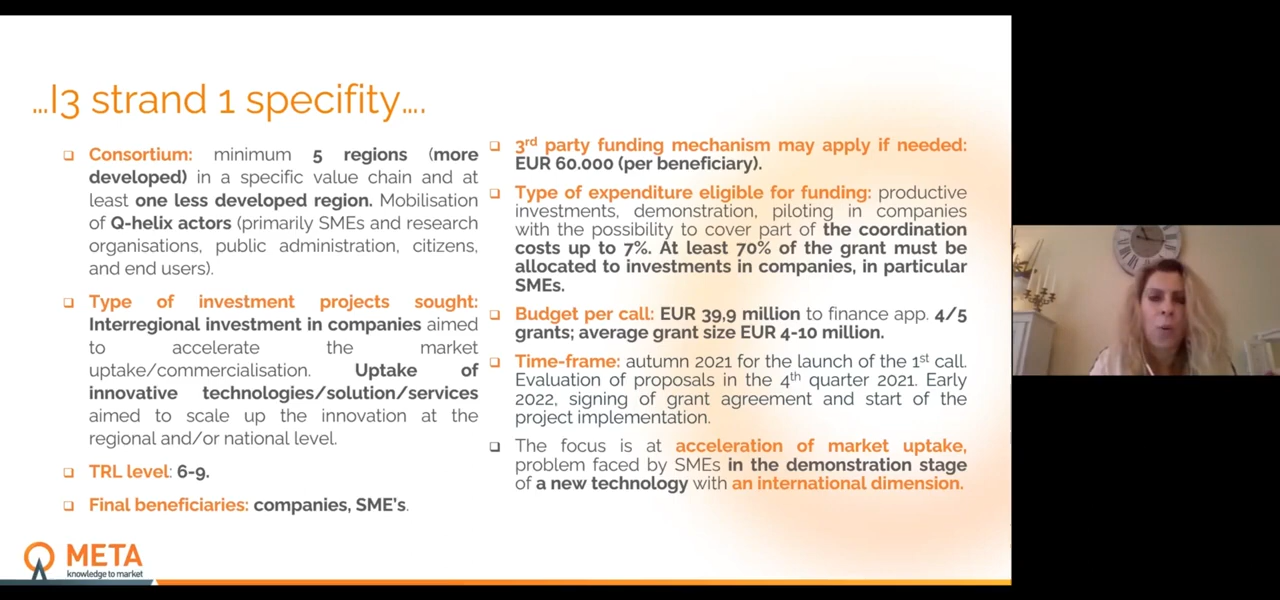 ...I3 strand 1 specifity....
Consortium: minimum 5 regions (more
developed) in a specific value chain and at
least one less developed region. Mobilisation
of Q-helix actors (primarily SMEs and research
organisations, public administration, citizens,
and end users).
Type of investment projects sought:
Interregional investment in companies aimed
to accelerate the market
uptake/commercialisation. Uptake of
innovative technologies/solution/services
aimed to scale up the innovation at the
regional and/or national level.
TRL level: 6-9.
Final beneficiaries: companies, SME's.
3rd party funding mechanism may apply if needed:
EUR 60.000 (per beneficiary).
Type of expenditure eligible for funding: productive
investments, demonstration, piloting in companies
with the possibility to cover part of the coordination
costs up to 7%. At least 70% of the grant must be
allocated to investments in companies, in particular
SMEs.
Budget per call: EUR 39,9 million to finance app. 4/5
grants; average grant size EUR 4-10 million.
Time-frame: autumn 2021 for the launch of the 1st call.
Evaluation of proposals in the 4th quarter 2021. Early
2022, signing of grant agreement and start of the
project implementation.
The focus is at acceleration of market uptake,
problem faced by SMEs in the demonstration stage
of a new technology with an international dimension.
META
knowledge to market